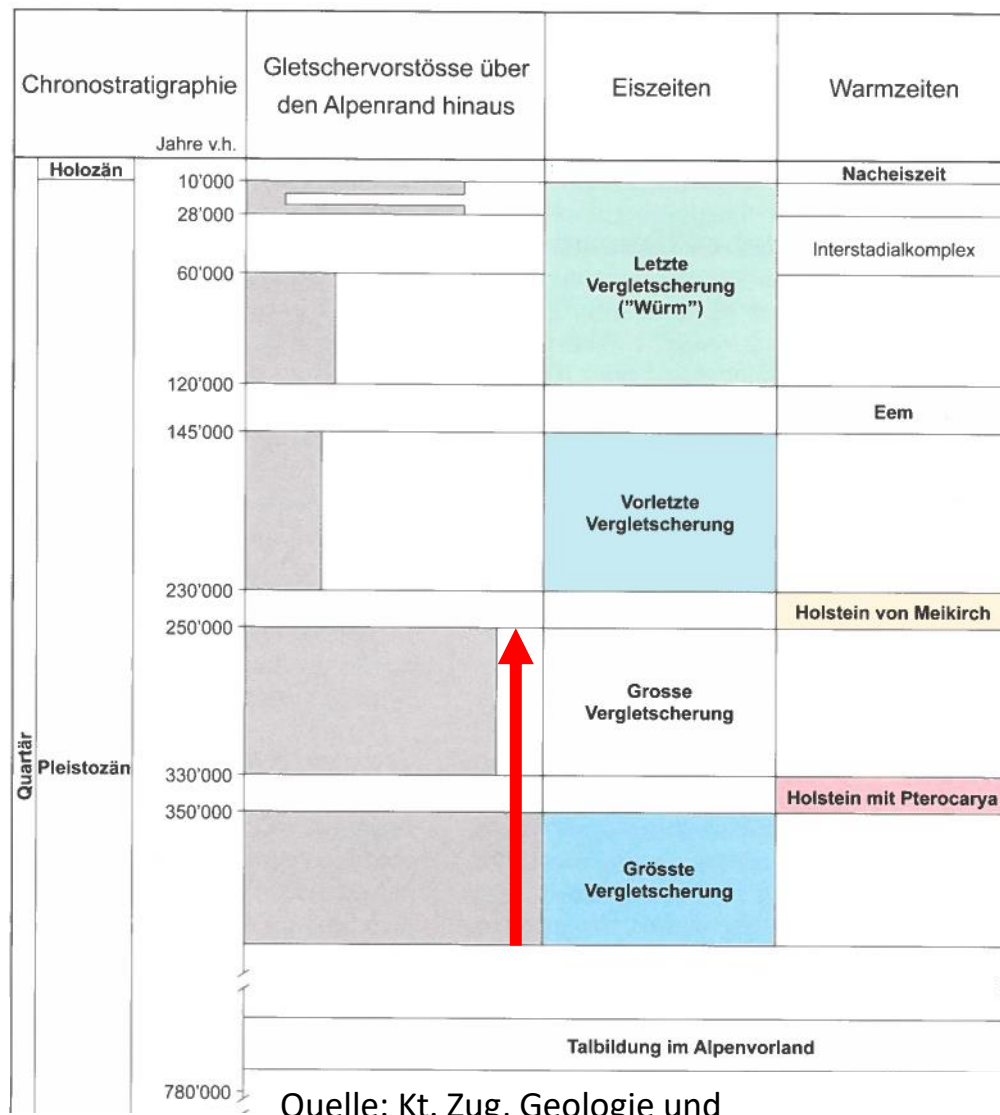 Chronostratigraphie
Jahre v.h.
Gletschervorstösse über
den Alpenrand hinaus
Eiszeiten
Warmzeiten
Holozän
Nacheiszeit
10'000
28'000
Interstadialkomplex
60'000
Letzte
Vergletscherung
("Würm")
120'000
Eem
145'000
Vorletzte
Vergletscherung
230'000
Holstein von Meikirch
250'000
Grosse
Vergletscherung
Quartär
Pleistozän
330'000
Holstein mit Pterocarya
350'000
Grösste
Vergletscherung
Talbildung im Alpenvorland
780'000
Quelle: Kt. Zug, Geologie und